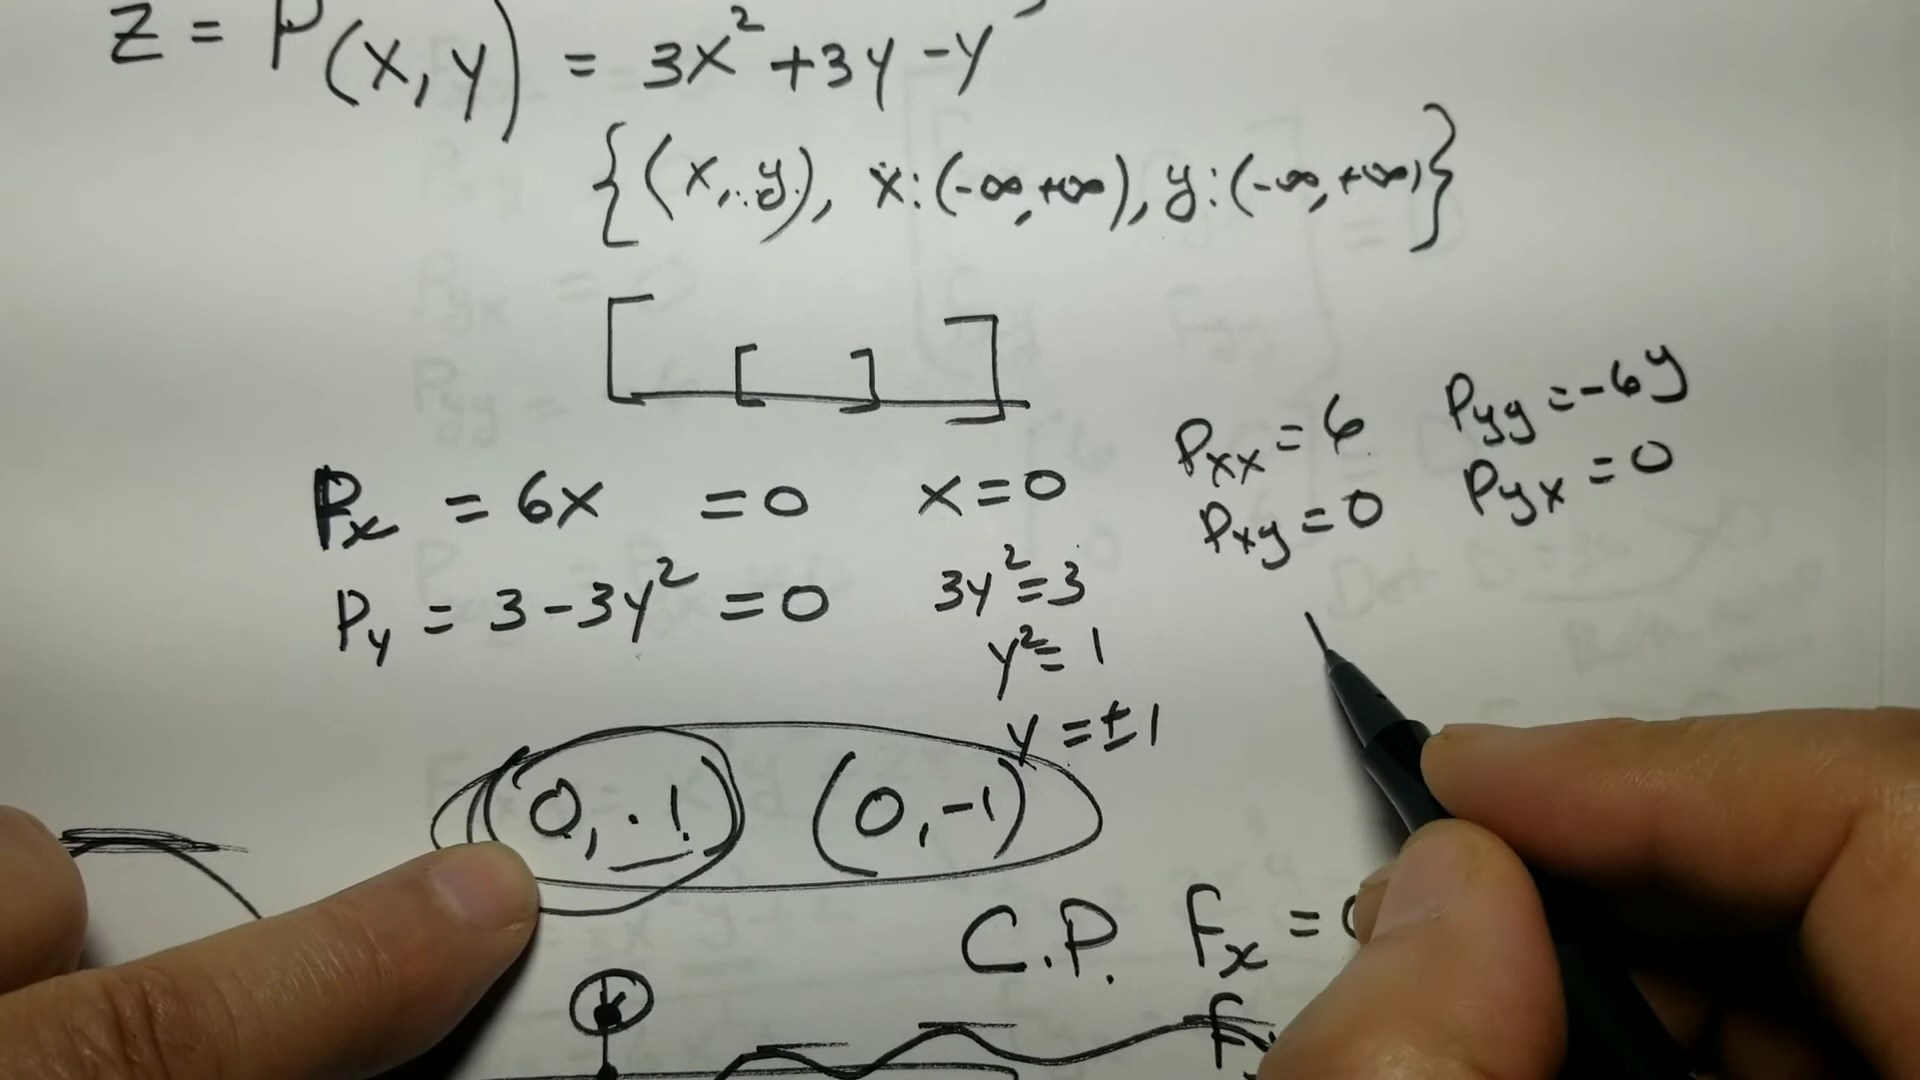 z = P(x,y) = 3x²+3y-y
{(x,y), x:(-∞,+∞), y:(-∞,+∞)}
Pxx=6 Pyy=-6y
Px = 6x =0 x=0 Pxy=0 Pyx=0
Py = 3-3y² =0 3y²=3
y²=1
y=±1
(0,1) (0,-1)
C.P. Fx =
F